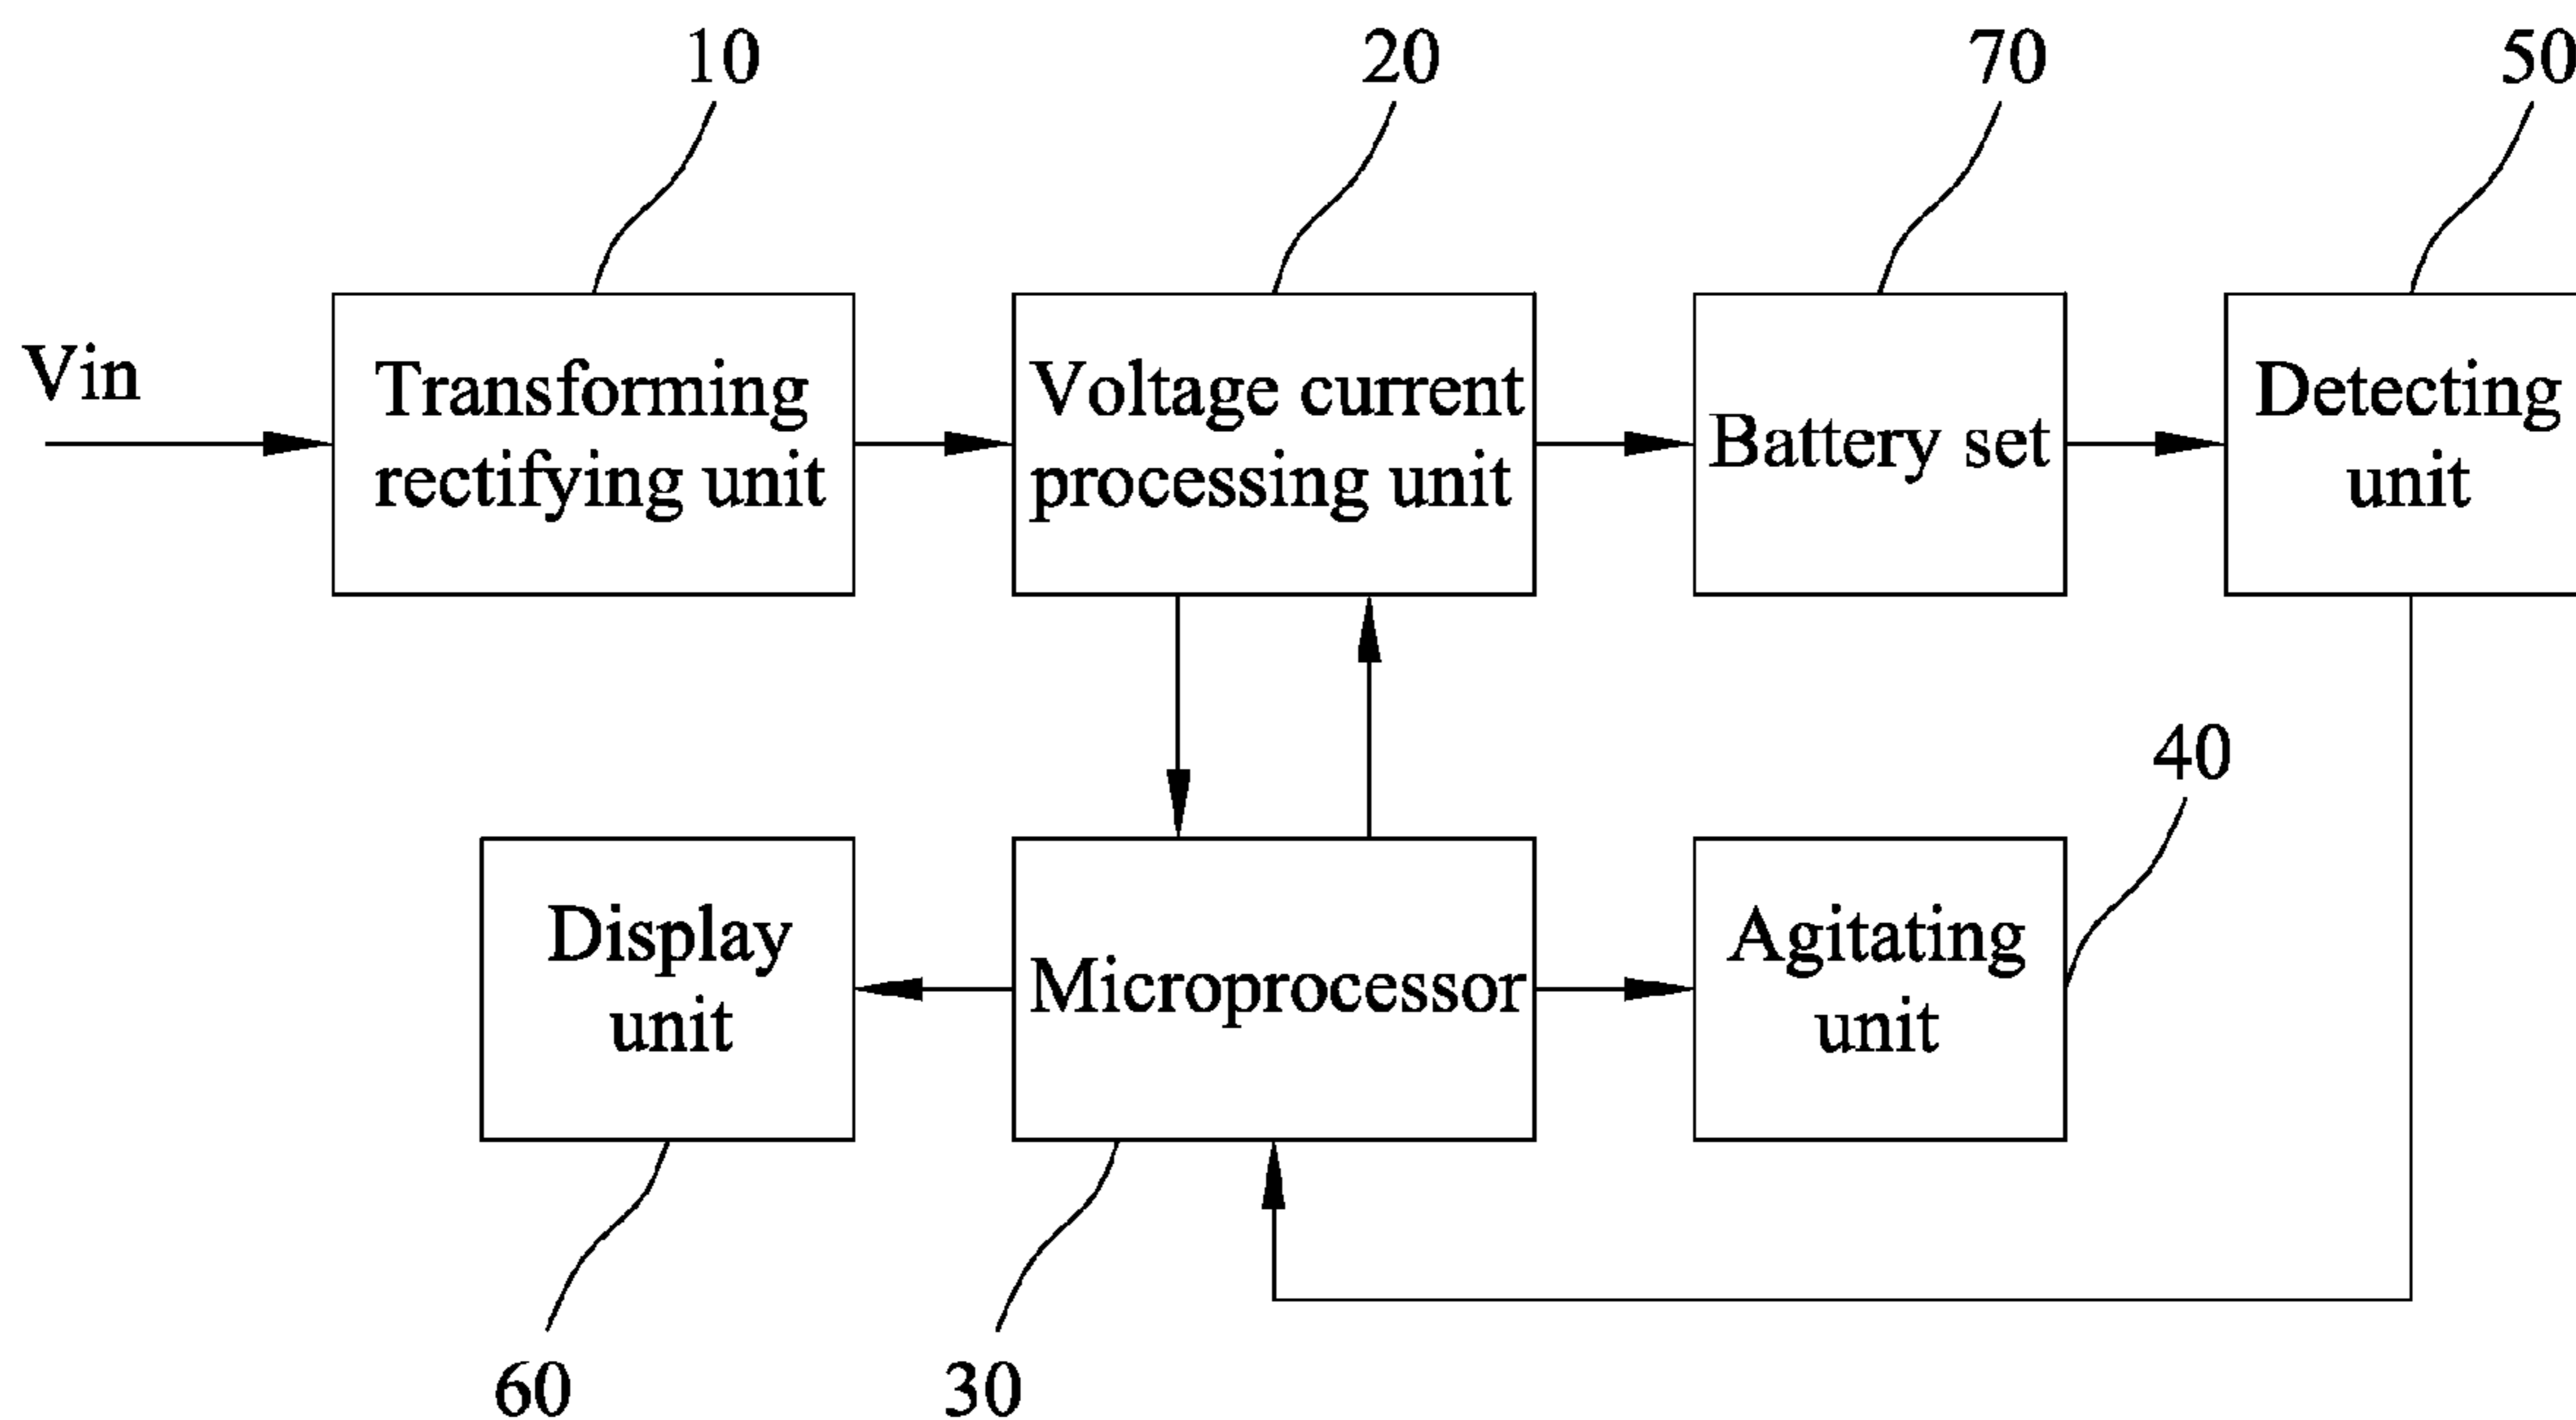 10
20
70
50
Vin
Transforming
rectifying unit
Voltage current
processing unit
Battery set
Detecting
unit
40
Display
unit
Microprocessor
Agitating
unit
60
30